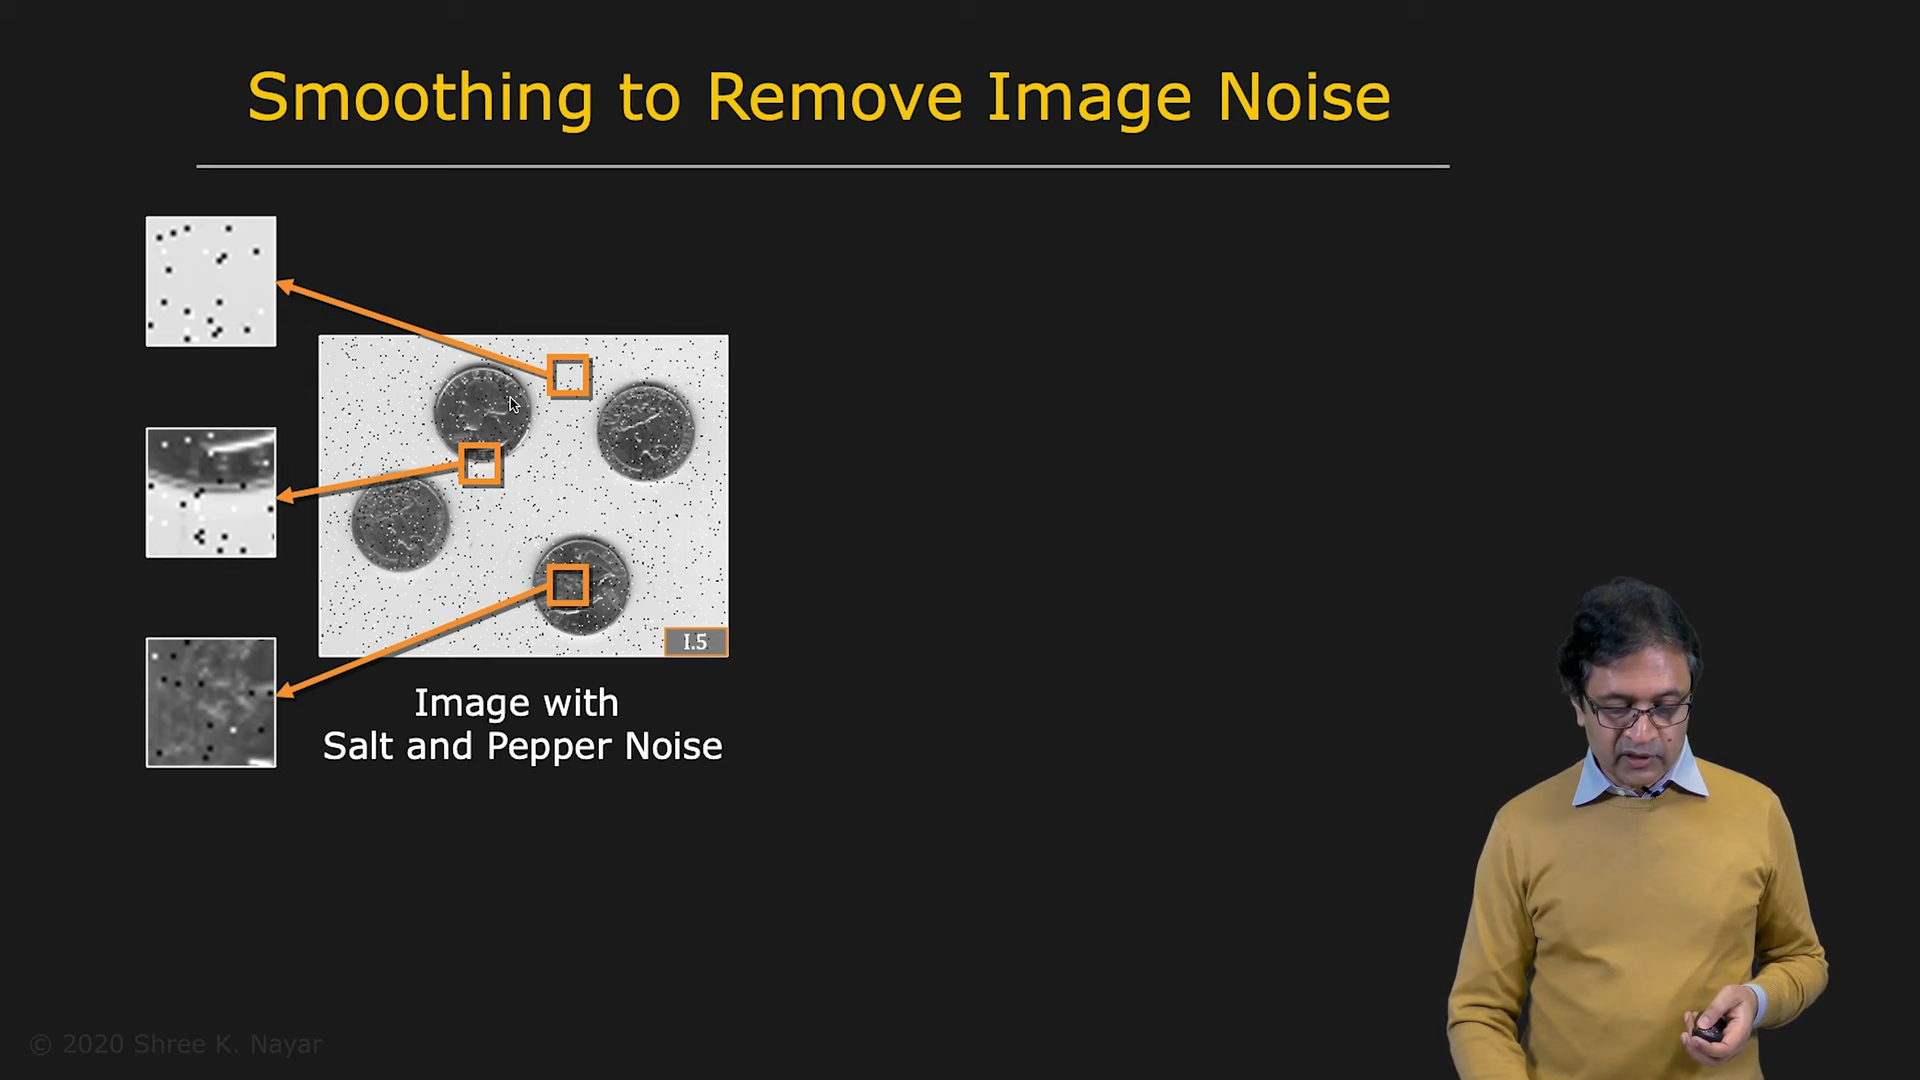 Smoothing to Remove Image Noise
I.5
Image with
Salt and Pepper Noise
© 2020 Shree K. Nayar